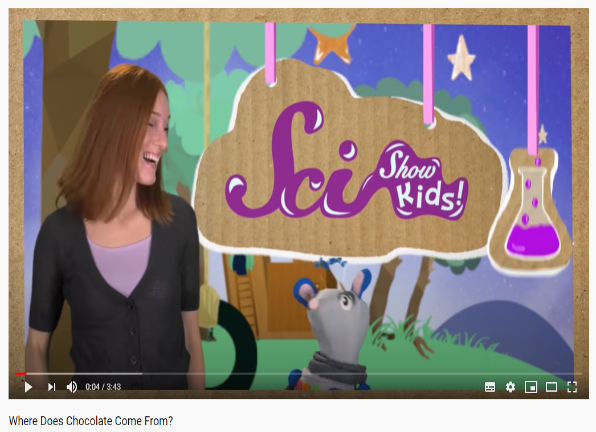 Sci
Show
Kids!
0:04 / 3:43
Where Does Chocolate Come From?